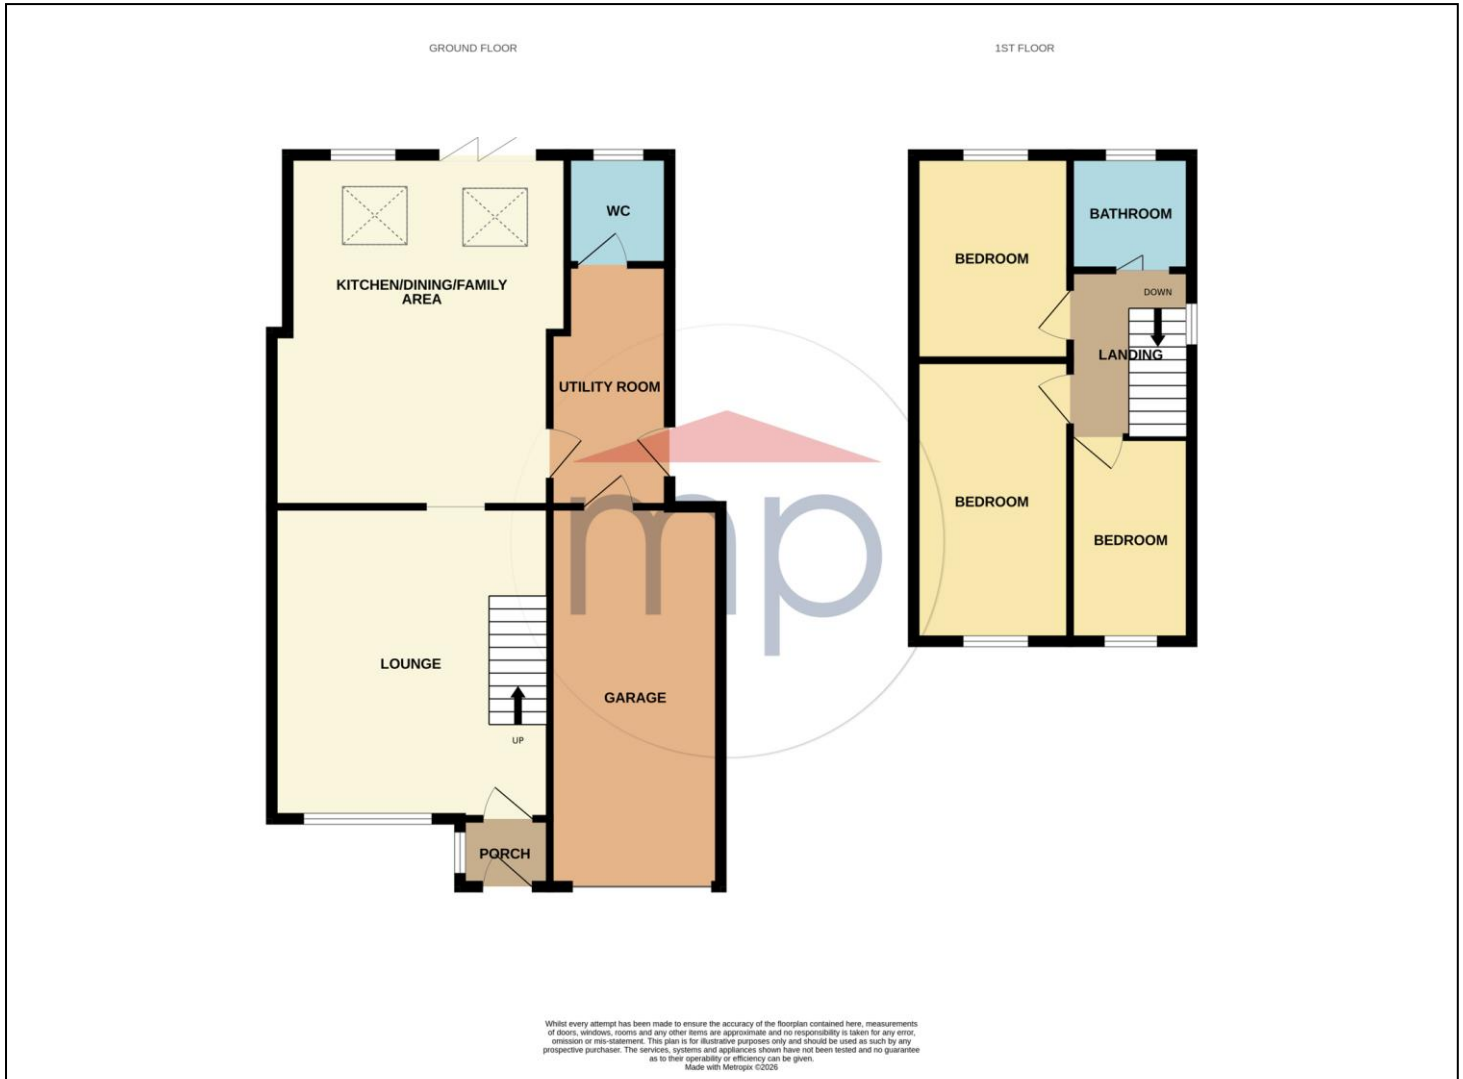 GROUND FLOOR
1ST FLOOR
WC
KITCHEN/DINING/FAMILY
AREA
UTILITY ROOM
LOUNGE
UP
GARAGE
PORCH
BEDROOM
BATHROOM
DOWN
LANDING
BEDROOM
BEDROOM
mp
Whilst every attempt has been made to ensure the accuracy of the floorplan contained here, measurements
of doors, windows, rooms and any other items are approximate and no responsibility is taken for any error,
omission or mis-statement. This plan is for illustrative purposes only and should be used as such by any
prospective purchaser. The services, systems and appliances shown have not been tested and no guarantee
as to their operability or efficiency can be given.
Made with Metropix ©2026